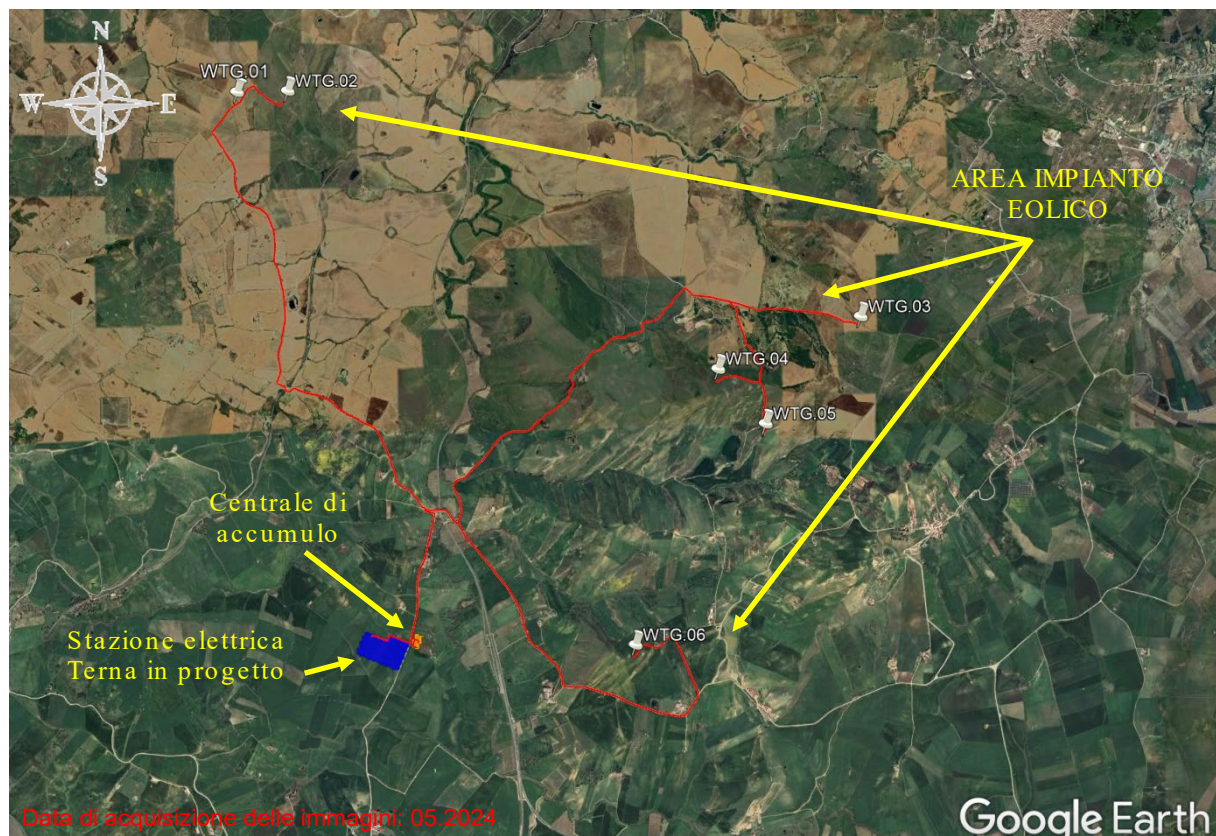 N
WTG.01
WTG.02
W
E
S
AREA IMPIANTO
EOLICO
WTG.03
WTG.04
WTG.05
Centrale di
accumulo
Stazione elettrica
Terna in progetto
WTG.06
Data di acquisizione delle immagini: 05.2024
Google Earth